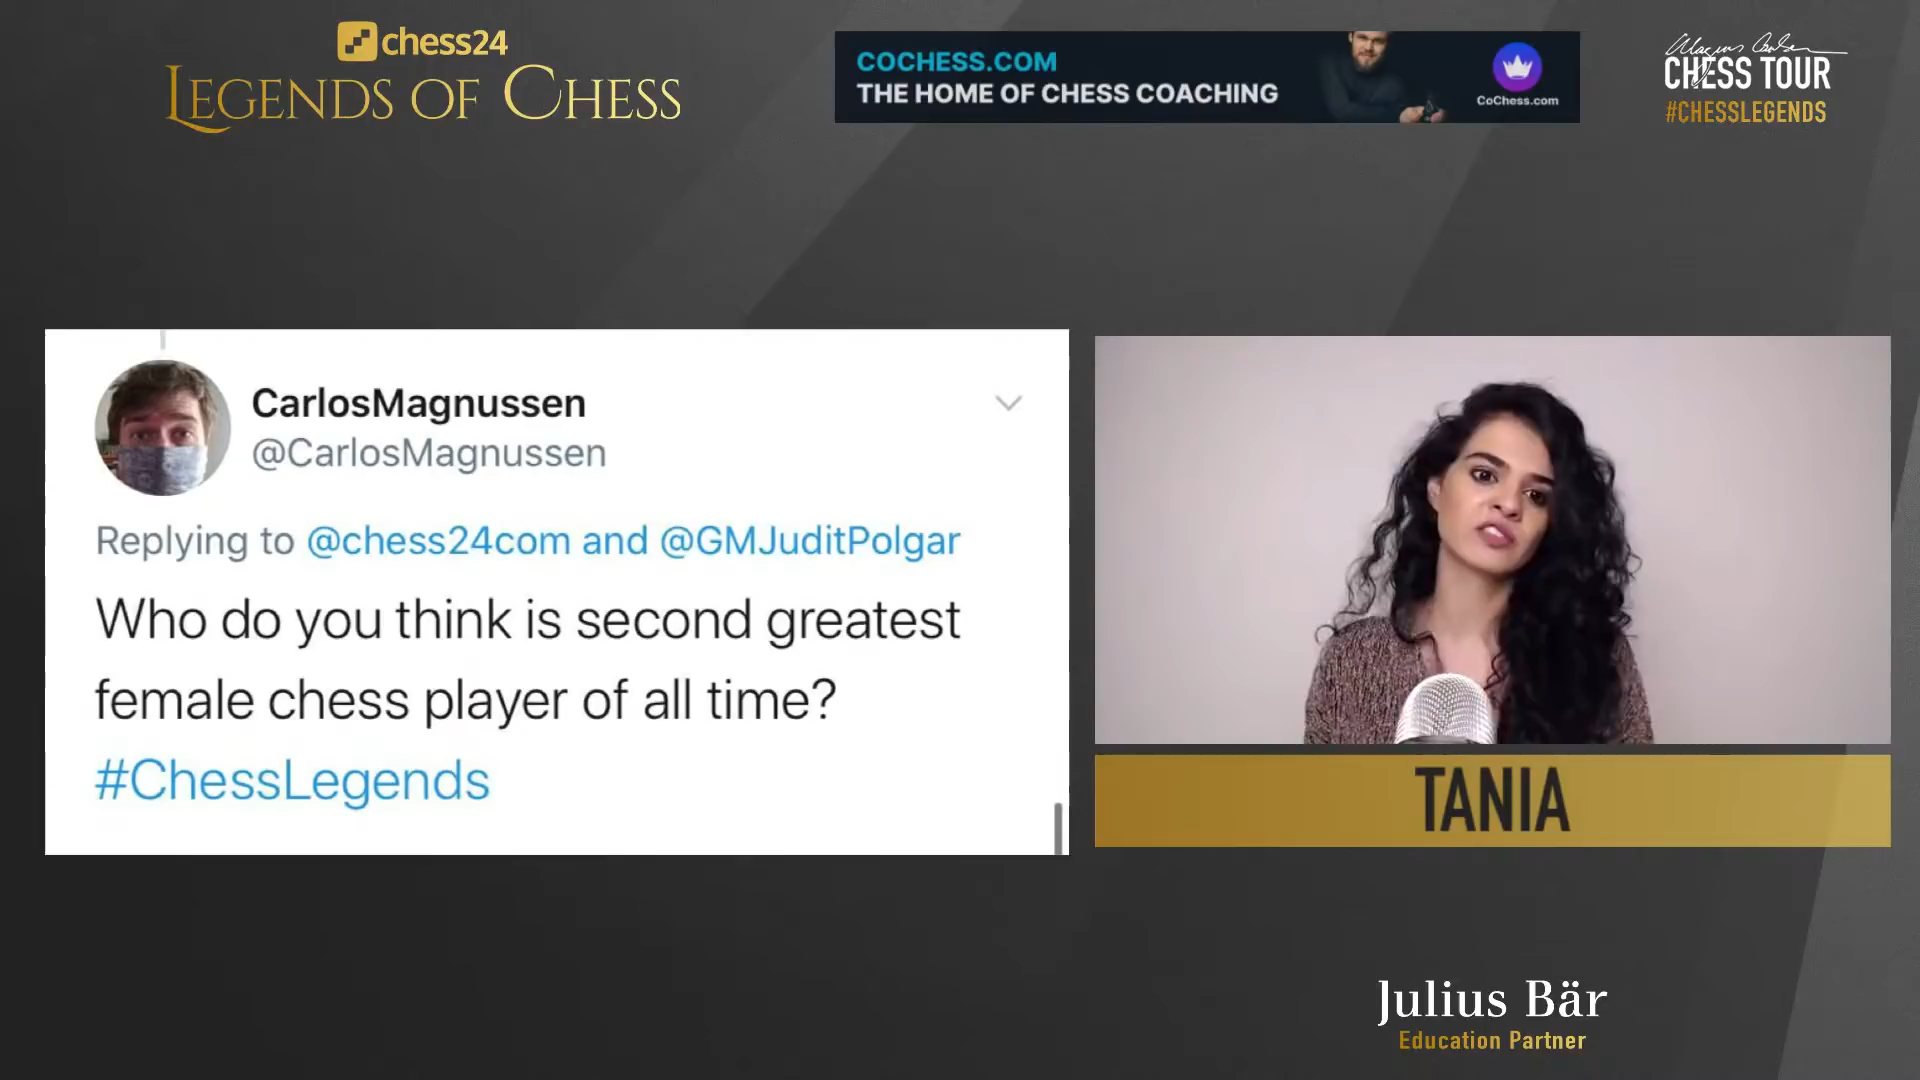 chess24
LEGENDS OF CHESS
COCHESS.COM
THE HOME OF CHESS COACHING
CoChess.com
Magnus Carlsen
CHESS TOUR
#CHESSLEGENDS
CarlosMagnussen
@CarlosMagnussen
Replying to @chess24com and @GMJuditPolgar
Who do you think is second greatest
female chess player of all time?
#ChessLegends
TANIA
Julius Bär
Education Partner